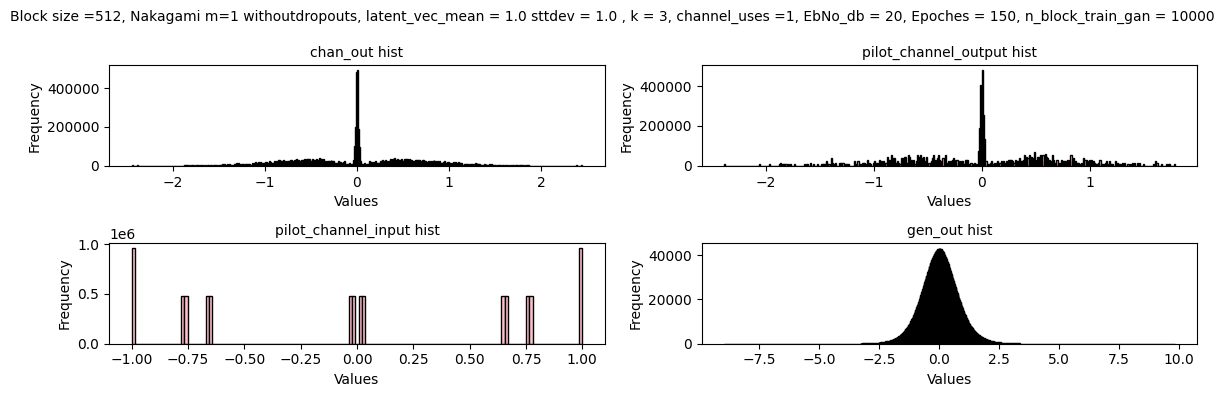 Block size =512, Nakagami m=1 withoutdropouts, latent_vec_mean = 1.0 sttdev = 1.0 , k = 3, channel_uses =1, EbNo_db = 20, Epoches = 150, n_block_train_gan = 10000
chan_out hist
Frequency
400000
200000
0
−2
−1
0
1
2
Values
pilot_channel_output hist
Frequency
400000
200000
0
−2
−1
0
1
Values
pilot_channel_input hist
1e6
Frequency
1.0
0.5
0.0
−1.00
−0.75
−0.50
−0.25
0.00
0.25
0.50
0.75
1.00
Values
gen_out hist
Frequency
40000
20000
0
−7.5
−5.0
−2.5
0.0
2.5
5.0
7.5
10.0
Values